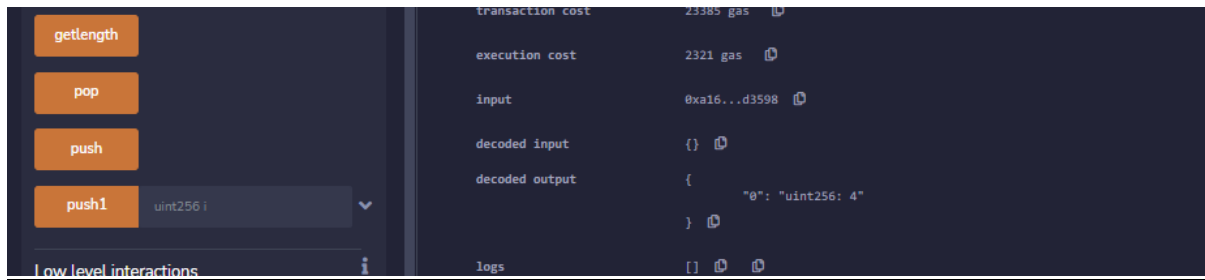 getlength
pop
push
push1 uint256 i
Low level interactions
transaction cost 23385 gas
execution cost 2321 gas
input 0xa16...d3598
decoded input {}
decoded output {
"0": "uint256: 4"
}
logs []